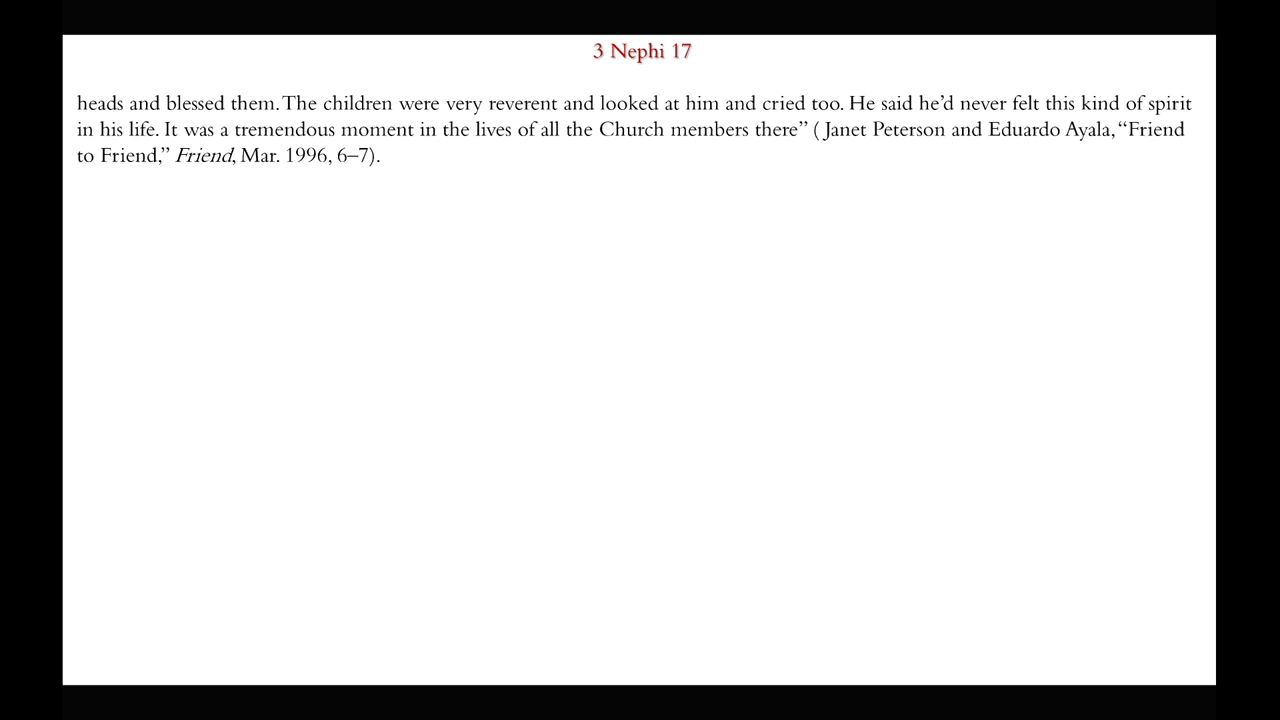 3 Nephi 17
heads and blessed them. The children were very reverent and looked at him and cried too. He said he’d never felt this kind of spirit
in his life. It was a tremendous moment in the lives of all the Church members there” ( Janet Peterson and Eduardo Ayala, “Friend
to Friend,” Friend, Mar. 1996, 6–7).